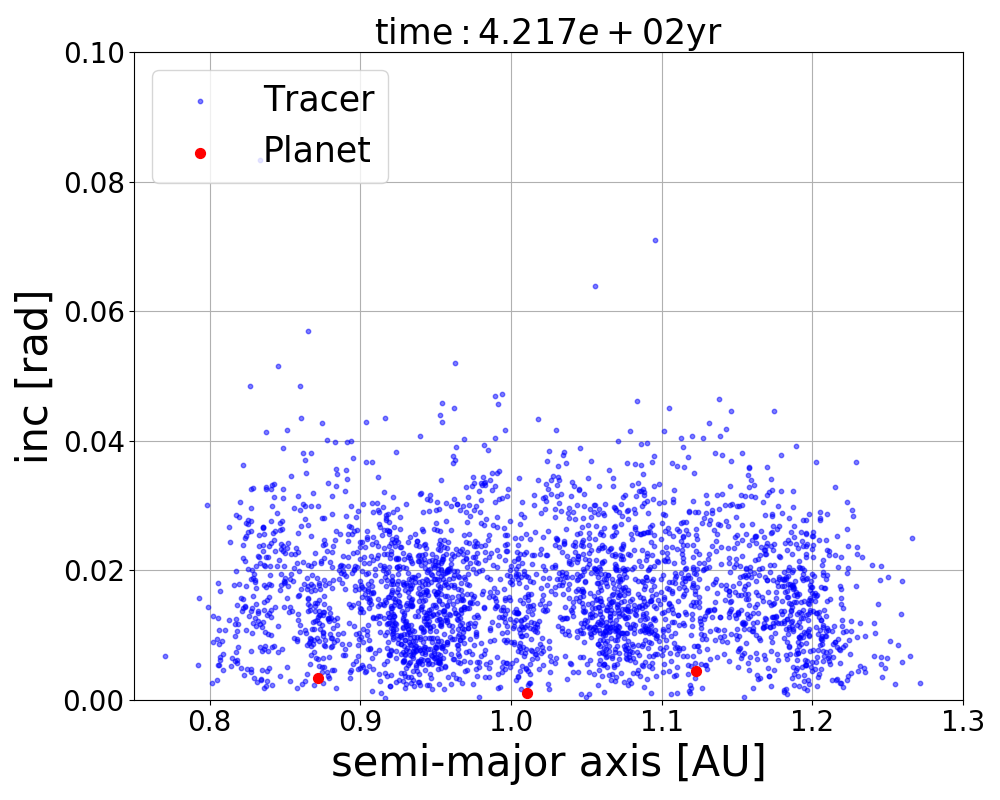 time : 4.217e + 02yr
0.10
0.08
0.06
0.04
0.02
0.00
Tracer
Planet
inc [rad]
0.8 0.9 1.0 1.1 1.2 1.3
semi-major axis [AU]